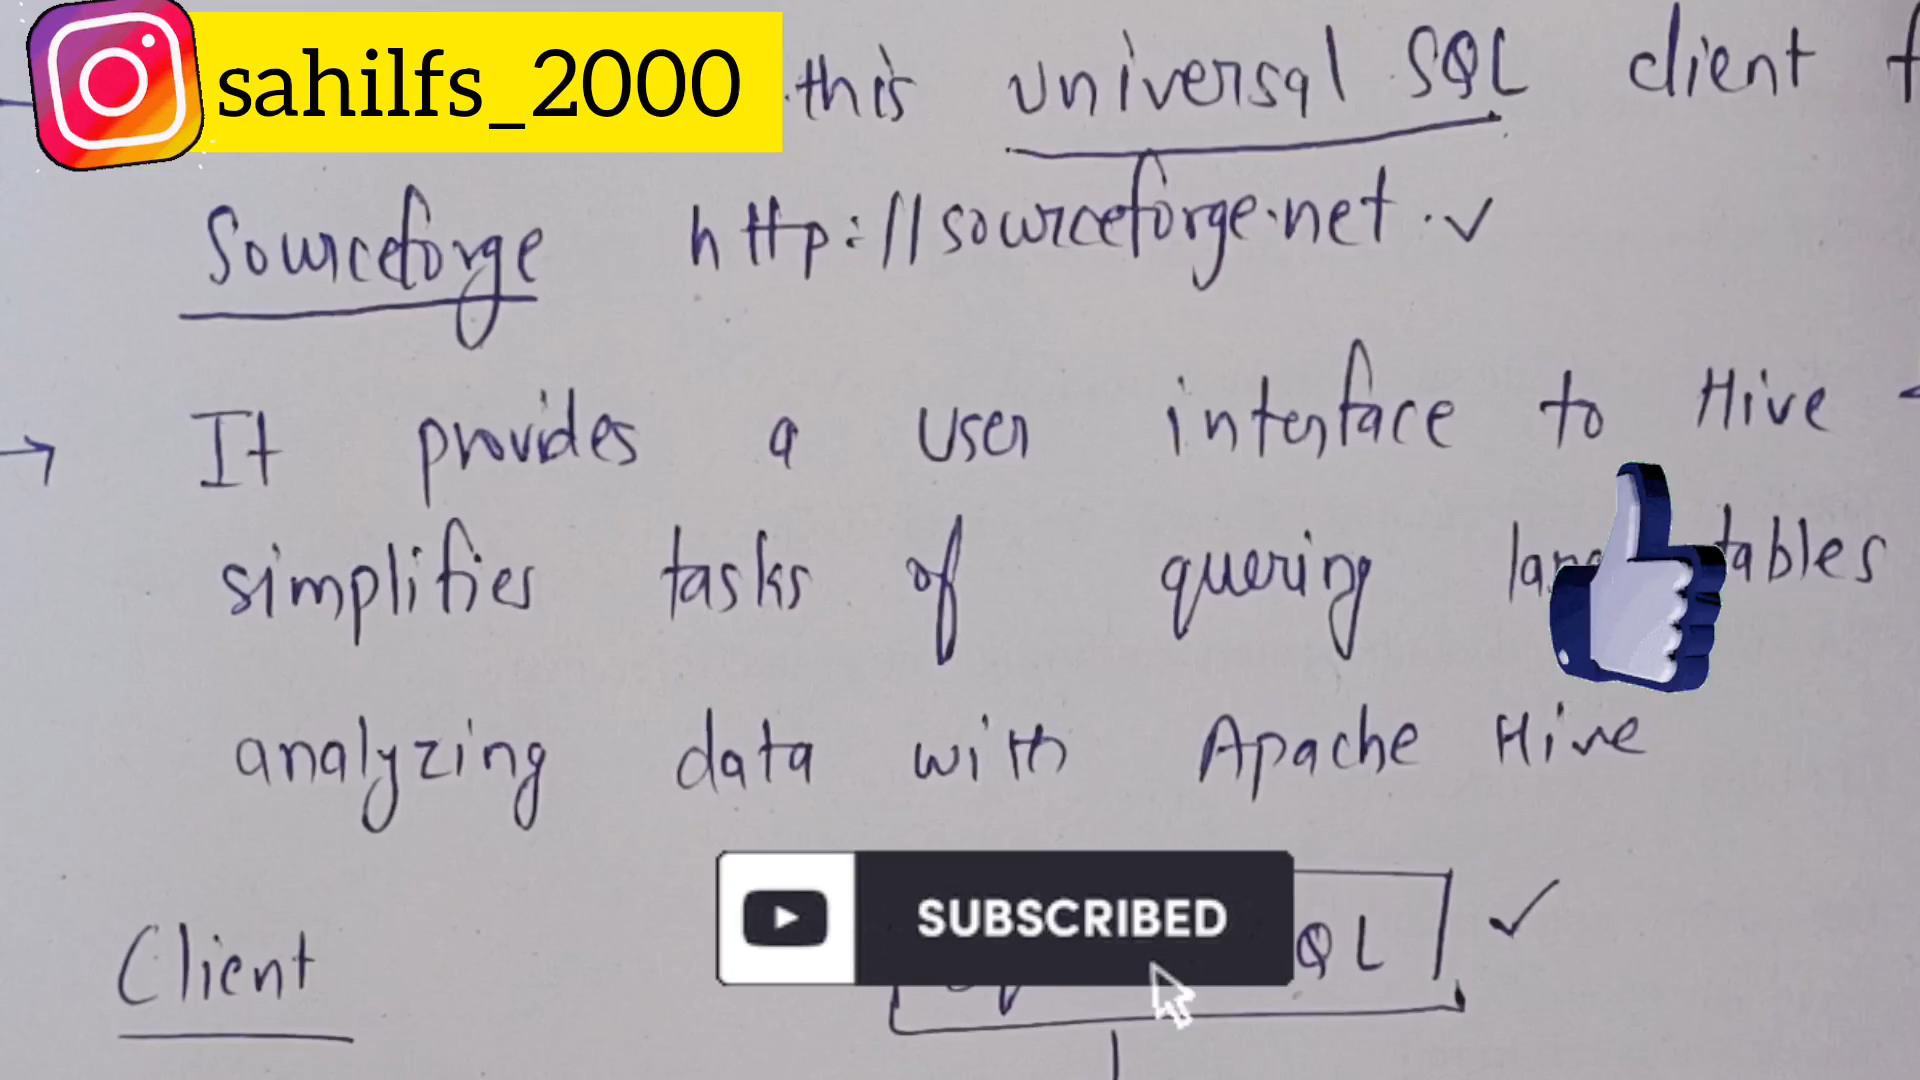 sahilfs_2000
this universal SQL client
Sourceforge http://sourceforge.net.
→ It provides a user interface to Hive
simplifies tasks of quering tables
analyzing data with Apache Hive
SUBSCRIBED
Client QL